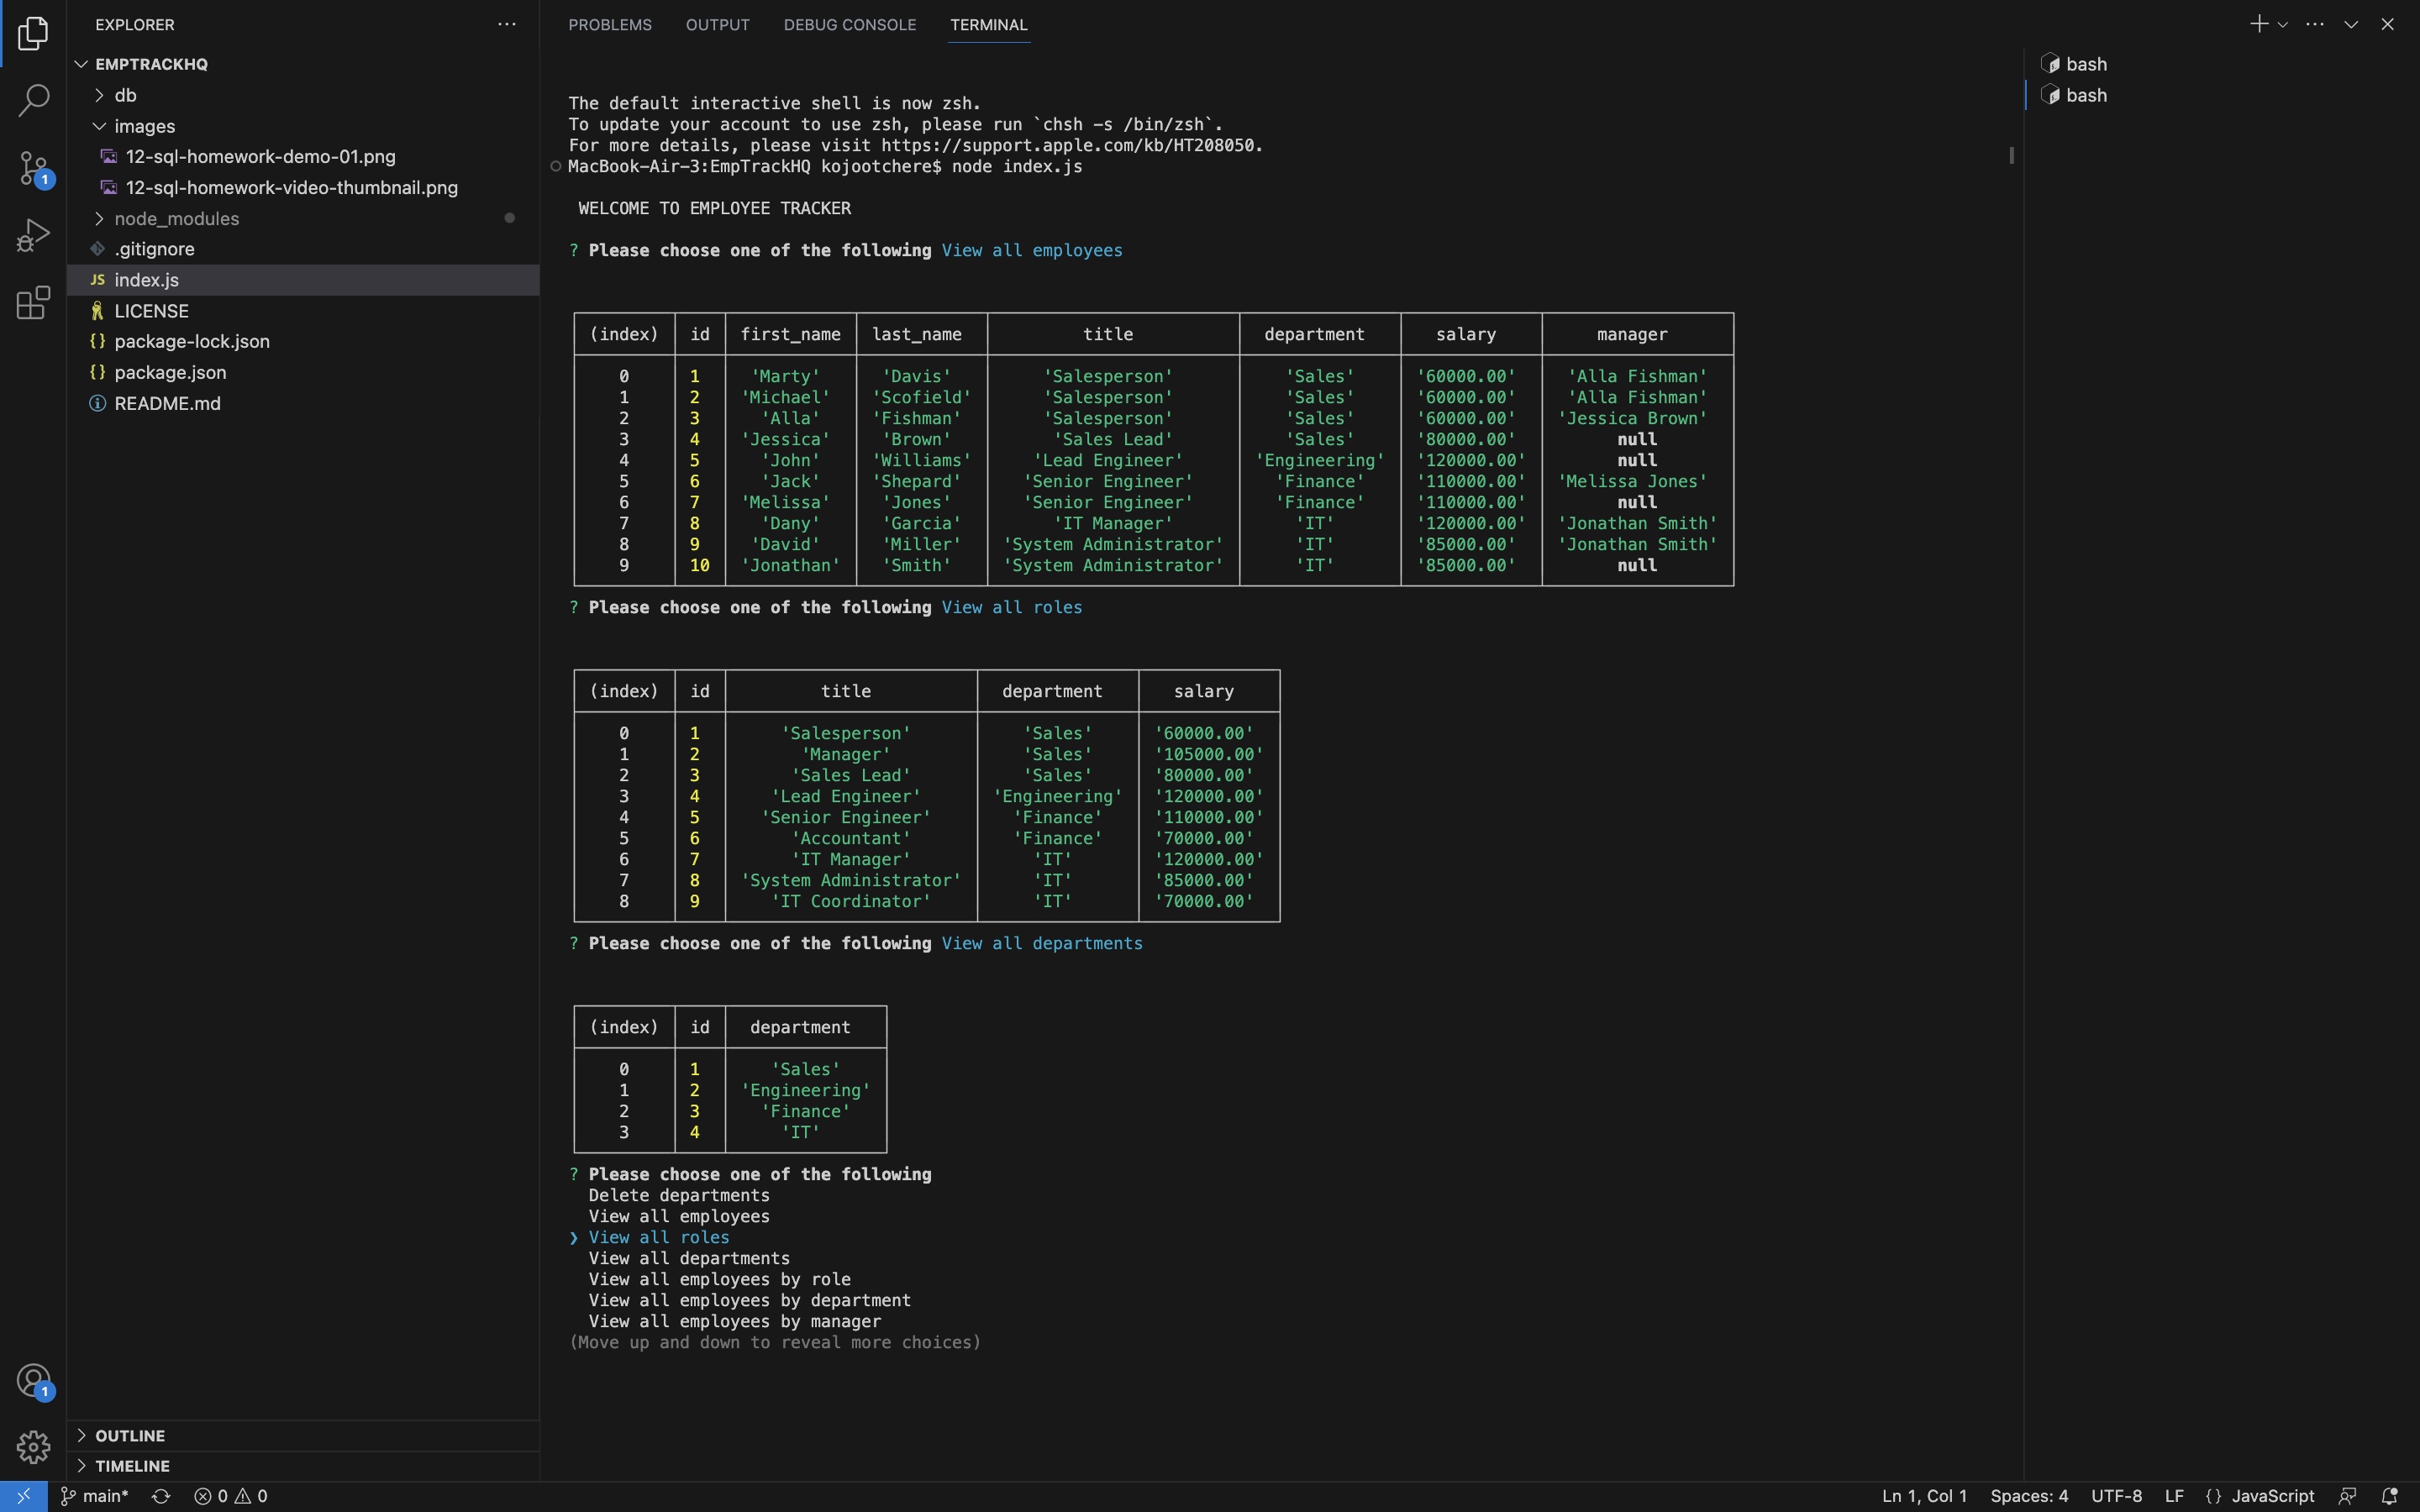 EXPLORER
EMPTRACKHQ
db
images
12-sql-homework-demo-01.png
12-sql-homework-video-thumbnail.png
node_modules
.gitignore
JS index.js
LICENSE
{} package-lock.json
{} package.json
README.md
1
1
OUTLINE
TIMELINE
PROBLEMS OUTPUT DEBUG CONSOLE TERMINAL
bash
bash
The default interactive shell is now zsh.
To update your account to use zsh, please run `chsh -s /bin/zsh`.
For more details, please visit https://support.apple.com/kb/HT208050.
MacBook-Air-3:EmpTrackHQ kojootchere$ node index.js
WELCOME TO EMPLOYEE TRACKER
? Please choose one of the following View all employees
(index) id first_name last_name title department salary manager
0 1 'Marty' 'Davis' 'Salesperson' 'Sales' '60000.00' 'Alla Fishman'
1 2 'Michael' 'Scofield' 'Salesperson' 'Sales' '60000.00' 'Alla Fishman'
2 3 'Alla' 'Fishman' 'Salesperson' 'Sales' '60000.00' 'Jessica Brown'
3 4 'Jessica' 'Brown' 'Sales Lead' 'Sales' '80000.00' null
4 5 'John' 'Williams' 'Lead Engineer' 'Engineering' '120000.00' null
5 6 'Jack' 'Shepard' 'Senior Engineer' 'Finance' '110000.00' 'Melissa Jones'
6 7 'Melissa' 'Jones' 'Senior Engineer' 'Finance' '110000.00' null
7 8 'Dany' 'Garcia' 'IT Manager' 'IT' '120000.00' 'Jonathan Smith'
8 9 'David' 'Miller' 'System Administrator' 'IT' '85000.00' 'Jonathan Smith'
9 10 'Jonathan' 'Smith' 'System Administrator' 'IT' '85000.00' null
? Please choose one of the following View all roles
(index) id title department salary
0 1 'Salesperson' 'Sales' '60000.00'
1 2 'Manager' 'Sales' '105000.00'
2 3 'Sales Lead' 'Sales' '80000.00'
3 4 'Lead Engineer' 'Engineering' '120000.00'
4 5 'Senior Engineer' 'Finance' '110000.00'
5 6 'Accountant' 'Finance' '70000.00'
6 7 'IT Manager' 'IT' '120000.00'
7 8 'System Administrator' 'IT' '85000.00'
8 9 'IT Coordinator' 'IT' '70000.00'
? Please choose one of the following View all departments
(index) id department
0 1 'Sales'
1 2 'Engineering'
2 3 'Finance'
3 4 'IT'
? Please choose one of the following
Delete departments
View all employees
❯ View all roles
View all departments
View all employees by role
View all employees by department
View all employees by manager
(Move up and down to reveal more choices)
main* 0 0 Ln 1, Col 1 Spaces: 4 UTF-8 LF {} JavaScript